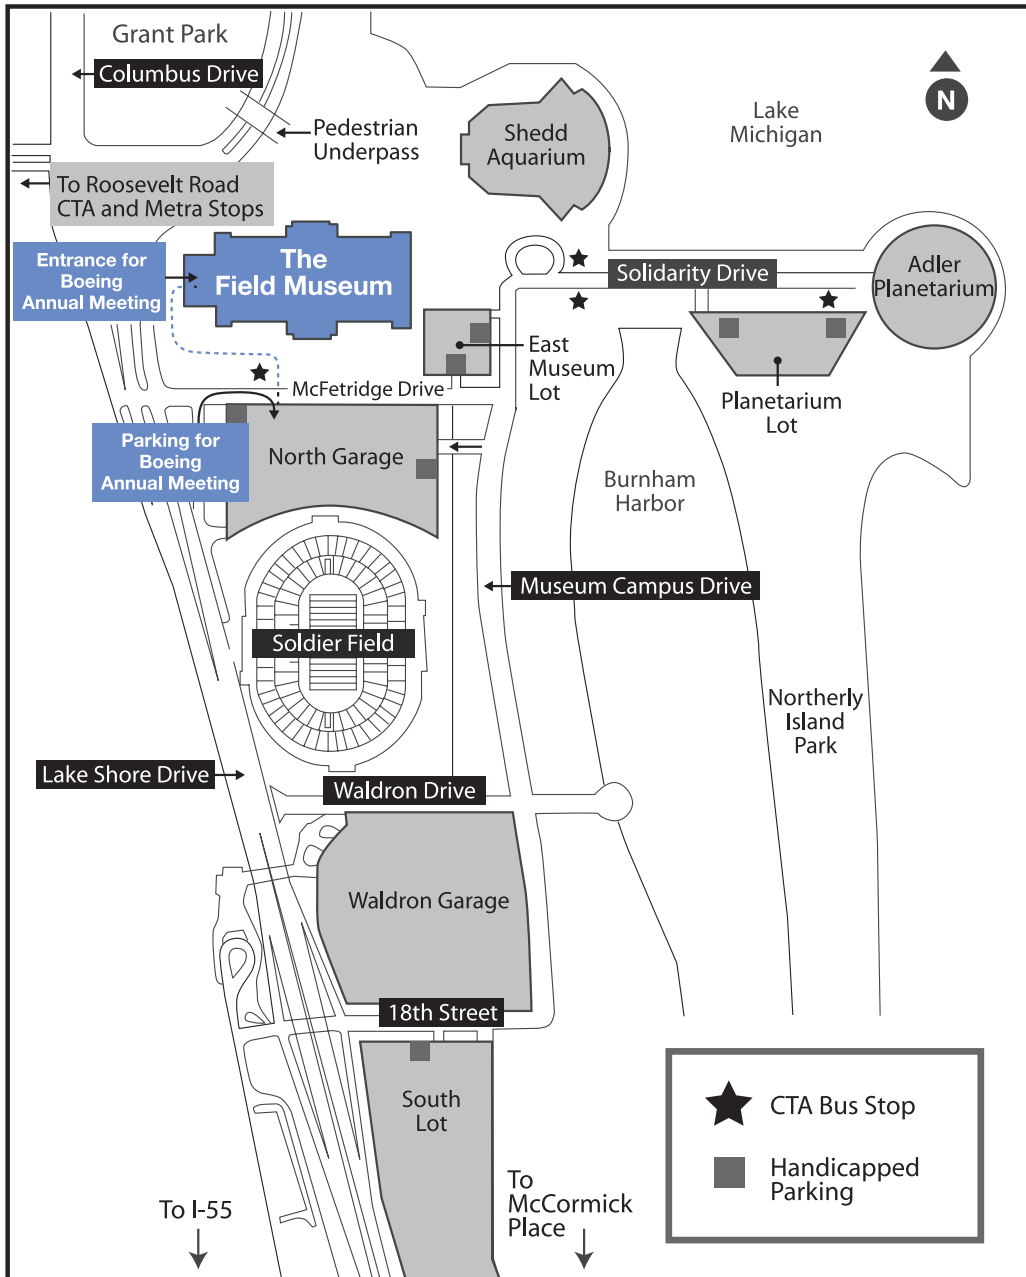 Grant Park
Columbus Drive
Pedestrian
Underpass
Shedd
Aquarium
Lake
Michigan
N
To Roosevelt Road
CTA and Metra Stops
Entrance for
Boeing
Annual Meeting
The
Field Museum
Solidarity Drive
Adler
Planetarium
East
Museum
Lot
McFetridge Drive
Planetarium
Lot
Parking for
Boeing
Annual Meeting
North Garage
Burnham
Harbor
Museum Campus Drive
Soldier Field
Northerly
Island
Park
Lake Shore Drive
Waldron Drive
Waldron Garage
18th Street
South
Lot
CTA Bus Stop
Handicapped
Parking
To I-55
To
McCormick
Place